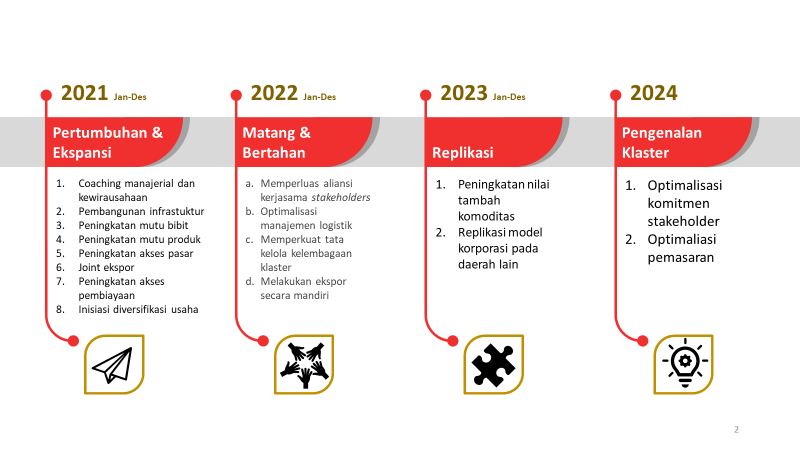 2021 Jan-Des
Pertumbuhan &
Ekspansi
1. Coaching manajerial dan
kewirausahaan
2. Pembangunan infrastuktur
3. Peningkatan mutu bibit
4. Peningkatan mutu produk
5. Peningkatan akses pasar
6. Joint ekspor
7. Peningkatan akses
pembiayaan
8. Inisiasi diversifikasi usaha
2022 Jan-Des
Matang &
Bertahan
a. Memperluas aliansi
kerjasama stakeholders
b. Optimalisasi
manajemen logistik
c. Memperkuat tata
kelola kelembagaan
klaster
d. Melakukan ekspor
secara mandiri
2023 Jan-Des
Replikasi
1. Peningkatan nilai
tambah
komoditas
2. Replikasi model
korporasi pada
daerah lain
2024
Pengenalan
Klaster
1. Optimalisasi
komitmen
stakeholder
2. Optimaliasi
pemasaran
2